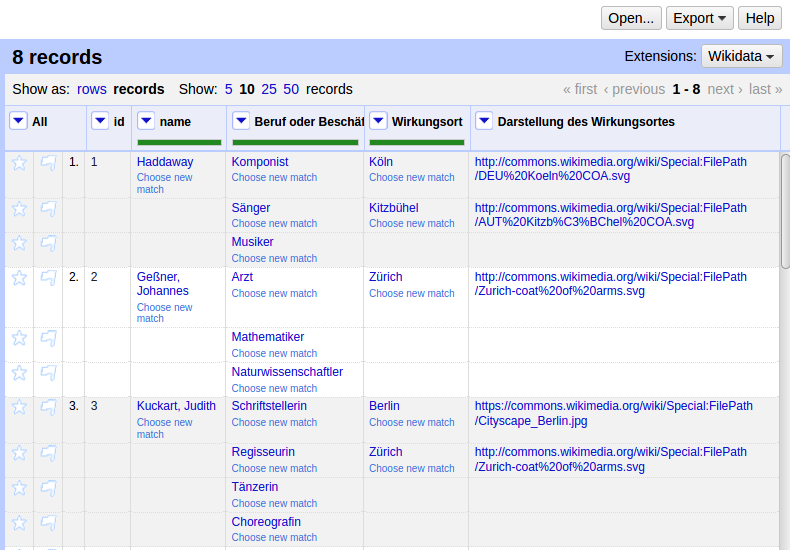 Open... Export Help
8 records Extensions: Wikidata
Show as: rows records Show: 5 10 25 50 records « first ‹ previous 1 - 8 next › last »
All id name Beruf oder Beschäf Wirkungsort Darstellung des Wirkungsortes
1. 1 Haddaway Komponist Köln http://commons.wikimedia.org/wiki/Special:FilePath
Choose new Choose new match Choose new match /DEU%20Koeln%20COA.svg
match
Sänger Kitzbühel http://commons.wikimedia.org/wiki/Special:FilePath
Choose new match Choose new match /AUT%20Kitzb%C3%BChel%20COA.svg
Musiker
Choose new match
2. 2 Geßner, Arzt Zürich http://commons.wikimedia.org/wiki/Special:FilePath
Johannes Choose new match Choose new match /Zurich-coat%20of%20arms.svg
Choose new
match
Mathematiker
Choose new match
Naturwissenschaftler
Choose new match
3. 3 Kuckart, Judith Schriftstellerin Berlin https://commons.wikimedia.org/wiki/Special:FilePath
Choose new Choose new match Choose new match /Cityscape_Berlin.jpg
match
Regisseurin Zürich http://commons.wikimedia.org/wiki/Special:FilePath
Choose new match Choose new match /Zurich-coat%20of%20arms.svg
Tänzerin
Choose new match
Choreografin
Choose new match